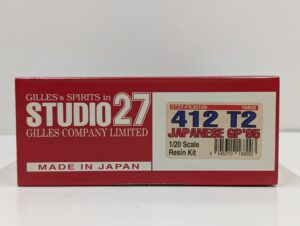 GILLES's SPIRITS in
STUDIO27
GILLES COMPANY LIMITED
MADE IN JAPAN
412 T2
JAPANESE GP'95
1/20 Scale
Resin Kit